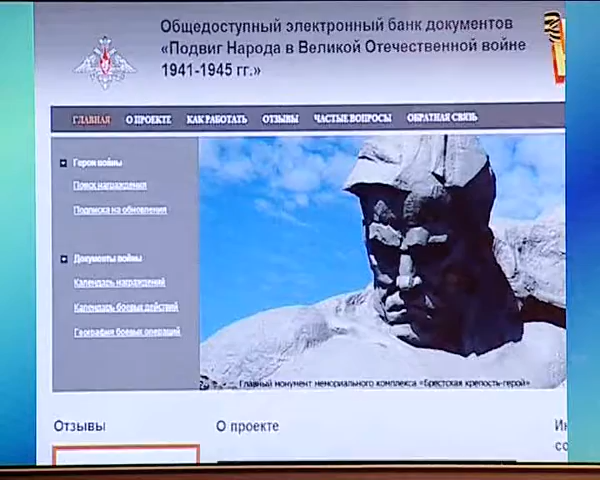 Общедоступный электронный банк документов
«Подвиг Народа в Великой Отечественной войне
1941-1945 гг.»
ГЛАВНАЯ О ПРОЕКТЕ КАК РАБОТАТЬ ОТЗЫВЫ ЧАСТЫЕ ВОПРОСЫ ОБРАТНАЯ СВЯЗЬ
Герои войны
Поиск награждения
Подписка на обновления
Документы войны
Календарь награждений
Календарь боевых действий
География боевых операций
Главный монумент мемориального комплекса «Брестская крепость-герой»
Отзывы
О проекте